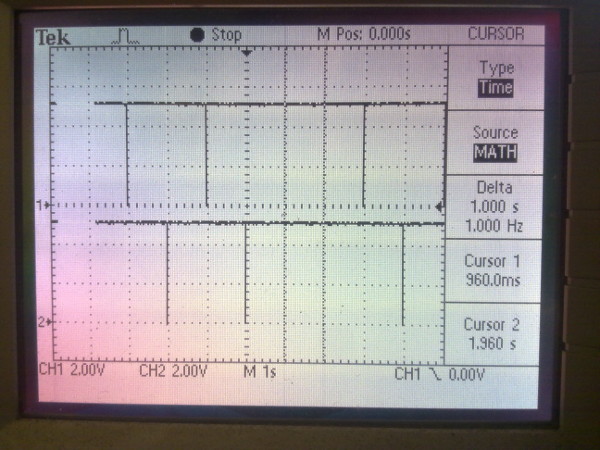 Tek Stop M Pos: 0.000s CURSOR
Type
Time
Source
MATH
Delta
1.000 s
1.000 Hz
Cursor 1
960.0ms
Cursor 2
1.960 s
1
2
CH1 2.00V CH2 2.00V M 1s CH1 0.00V